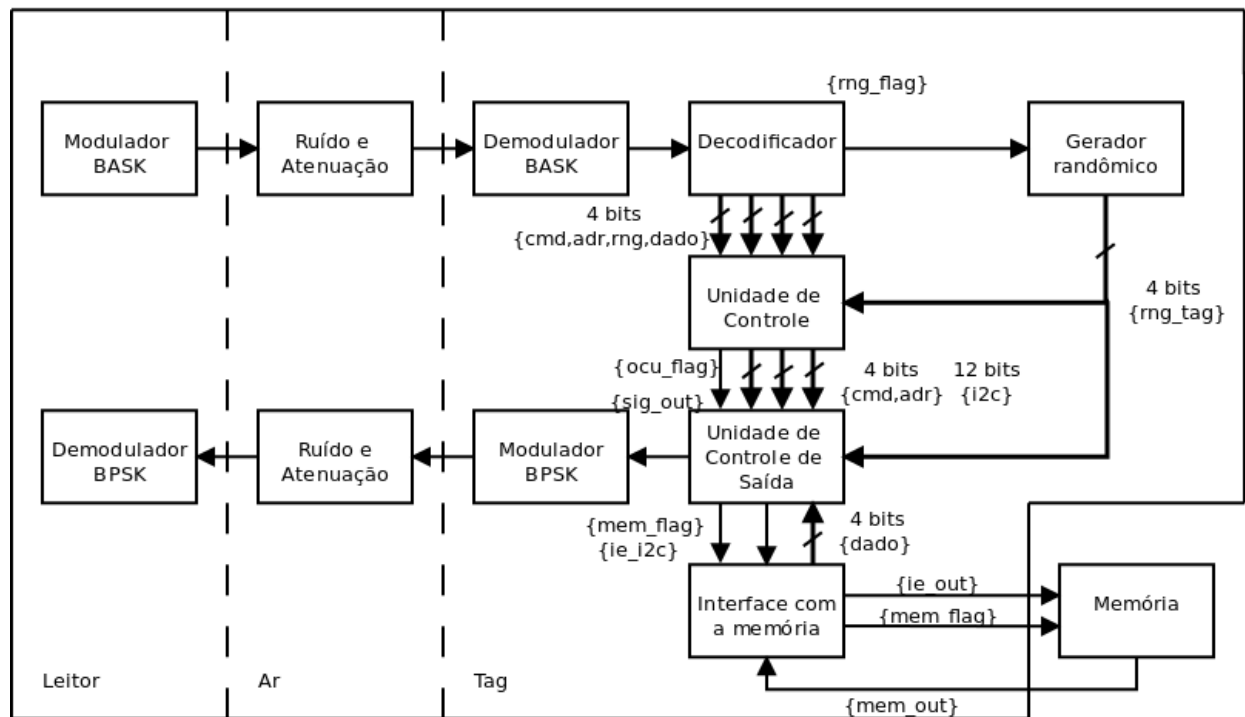 {rng_flag}
Modulador
BASK
Ruído e
Atenuação
Demodulador
BASK
Decodificador
Gerador
randômico
4 bits
{cmd,adr,rng,dado}
Unidade de
Controle
4 bits
{rng_tag}
{ocu_flag}
4 bits
{cmd,adr}
12 bits
{i2c}
{sig_out}
Demodulador
BPSK
Ruído e
Atenuação
Modulador
BPSK
Unidade de
Controle de
Saída
{mem_flag}
{ie_i2c}
4 bits
{dado}
Interface com
a memória
{ie_out}
{mem_flag}
Memória
{mem_out}
Leitor
Ar
Tag